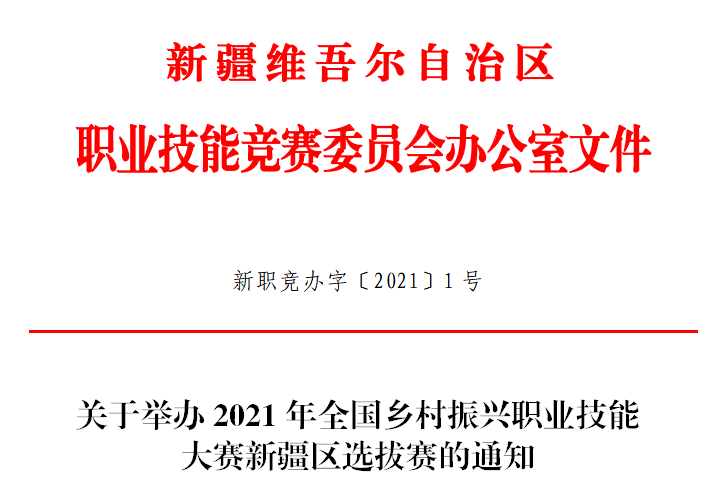 新疆维吾尔自治区
职业技能竞赛委员会办公室文件
新职竞办字〔2021〕1号
关于举办2021年全国乡村振兴职业技能
大赛新疆区选拔赛的通知